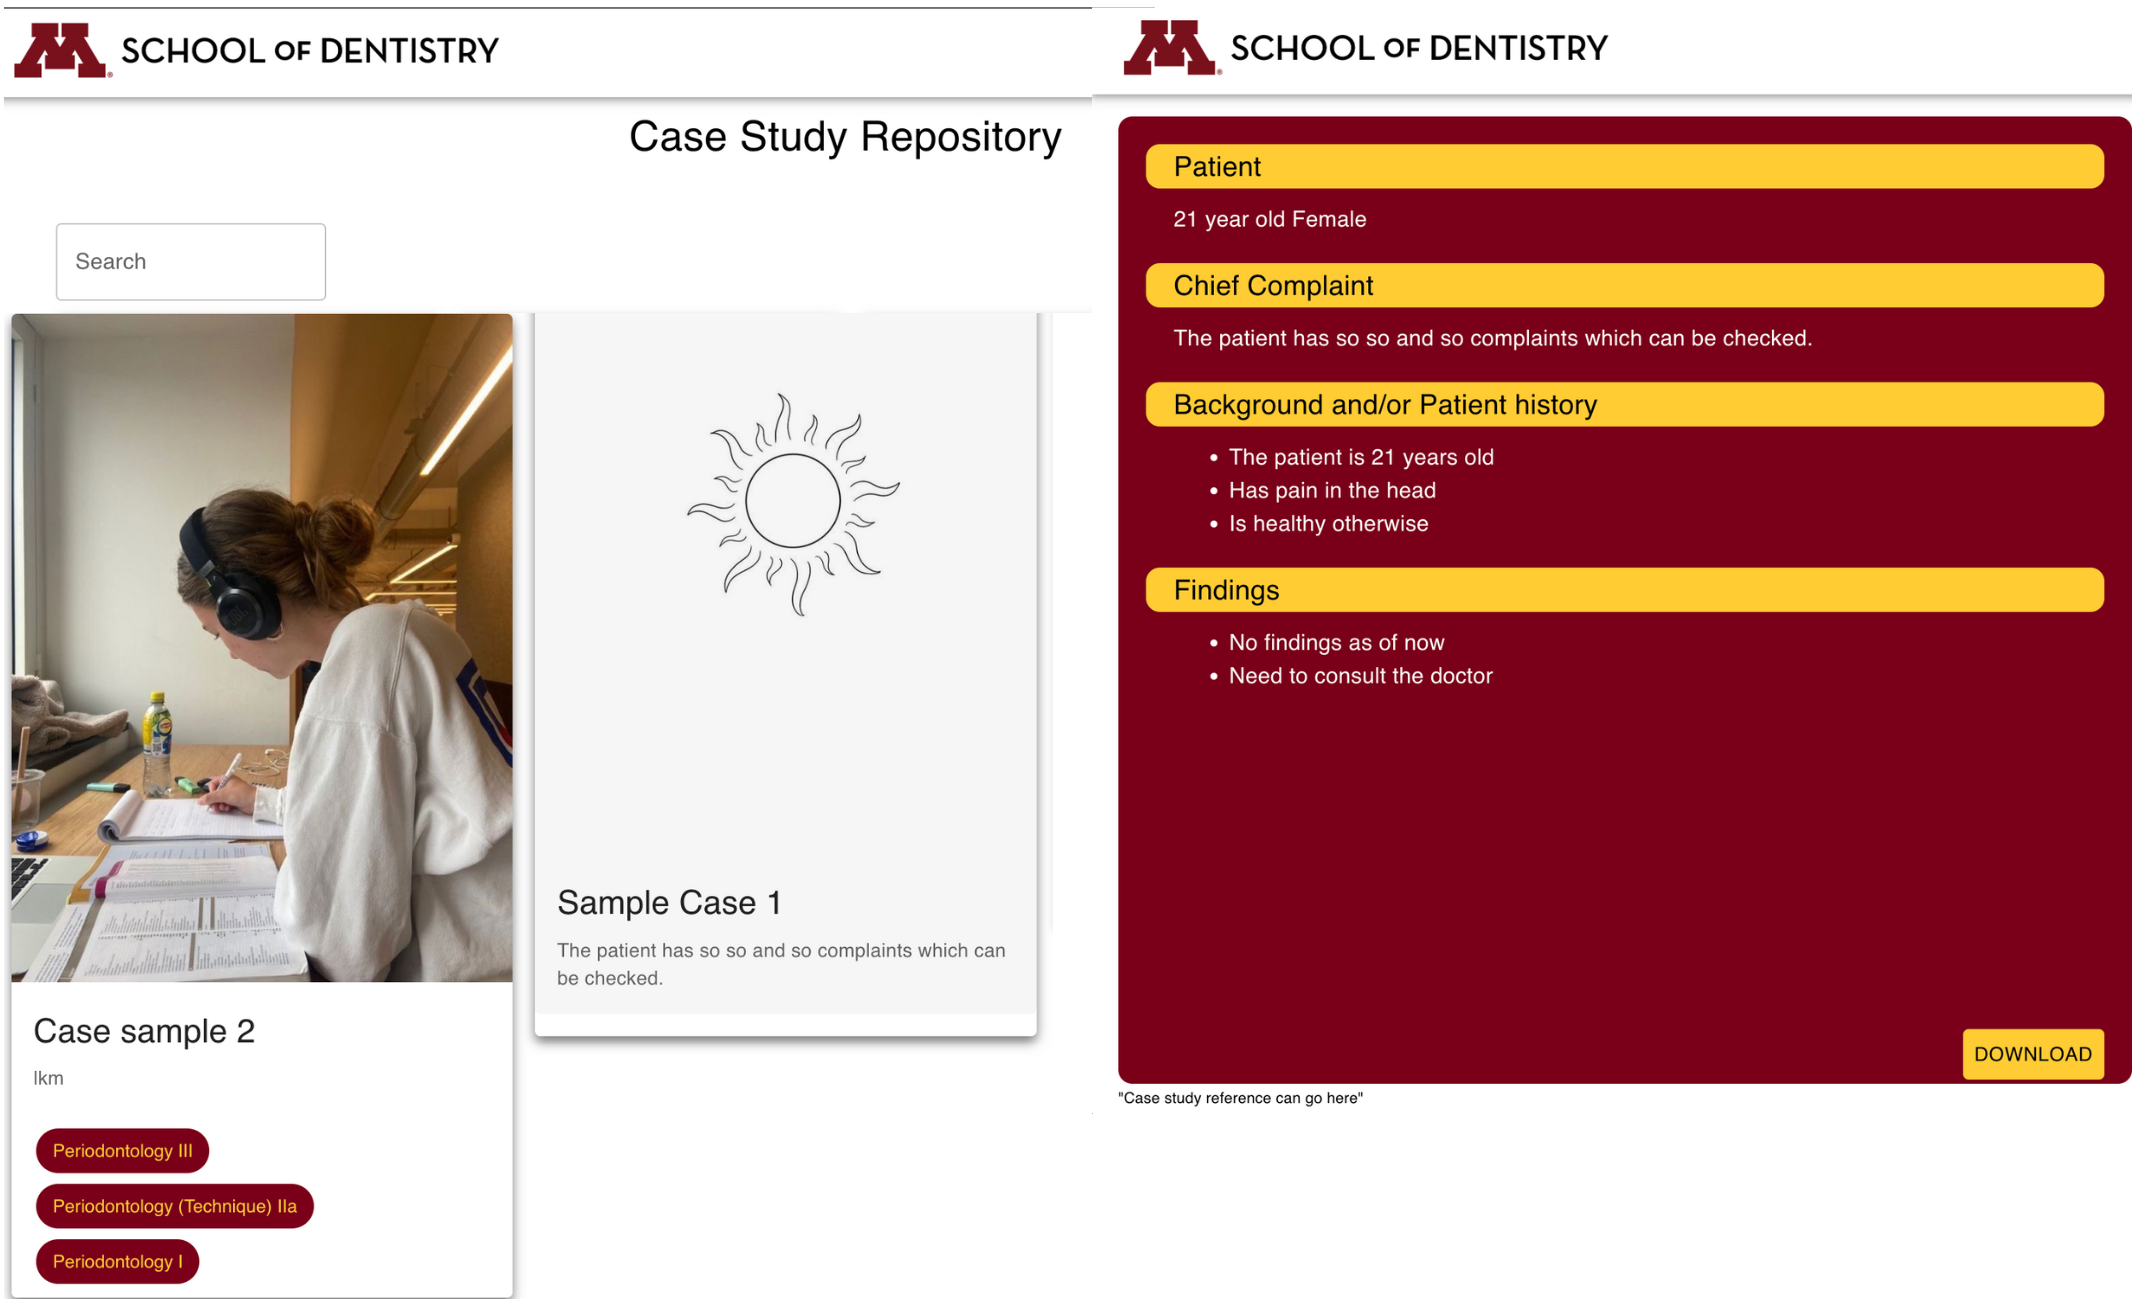 M
SCHOOL OF DENTISTRY
Case Study Repository
Search
Case sample 2
lkm
Periodontology III
Periodontology (Technique) IIa
Periodontology I
Sample Case 1
The patient has so so and so complaints which can
be checked.
M
SCHOOL OF DENTISTRY
Patient
21 year old Female
Chief Complaint
The patient has so so and so complaints which can be checked.
Background and/or Patient history
• The patient is 21 years old
• Has pain in the head
• Is healthy otherwise
Findings
• No findings as of now
• Need to consult the doctor
DOWNLOAD
"Case study reference can go here"